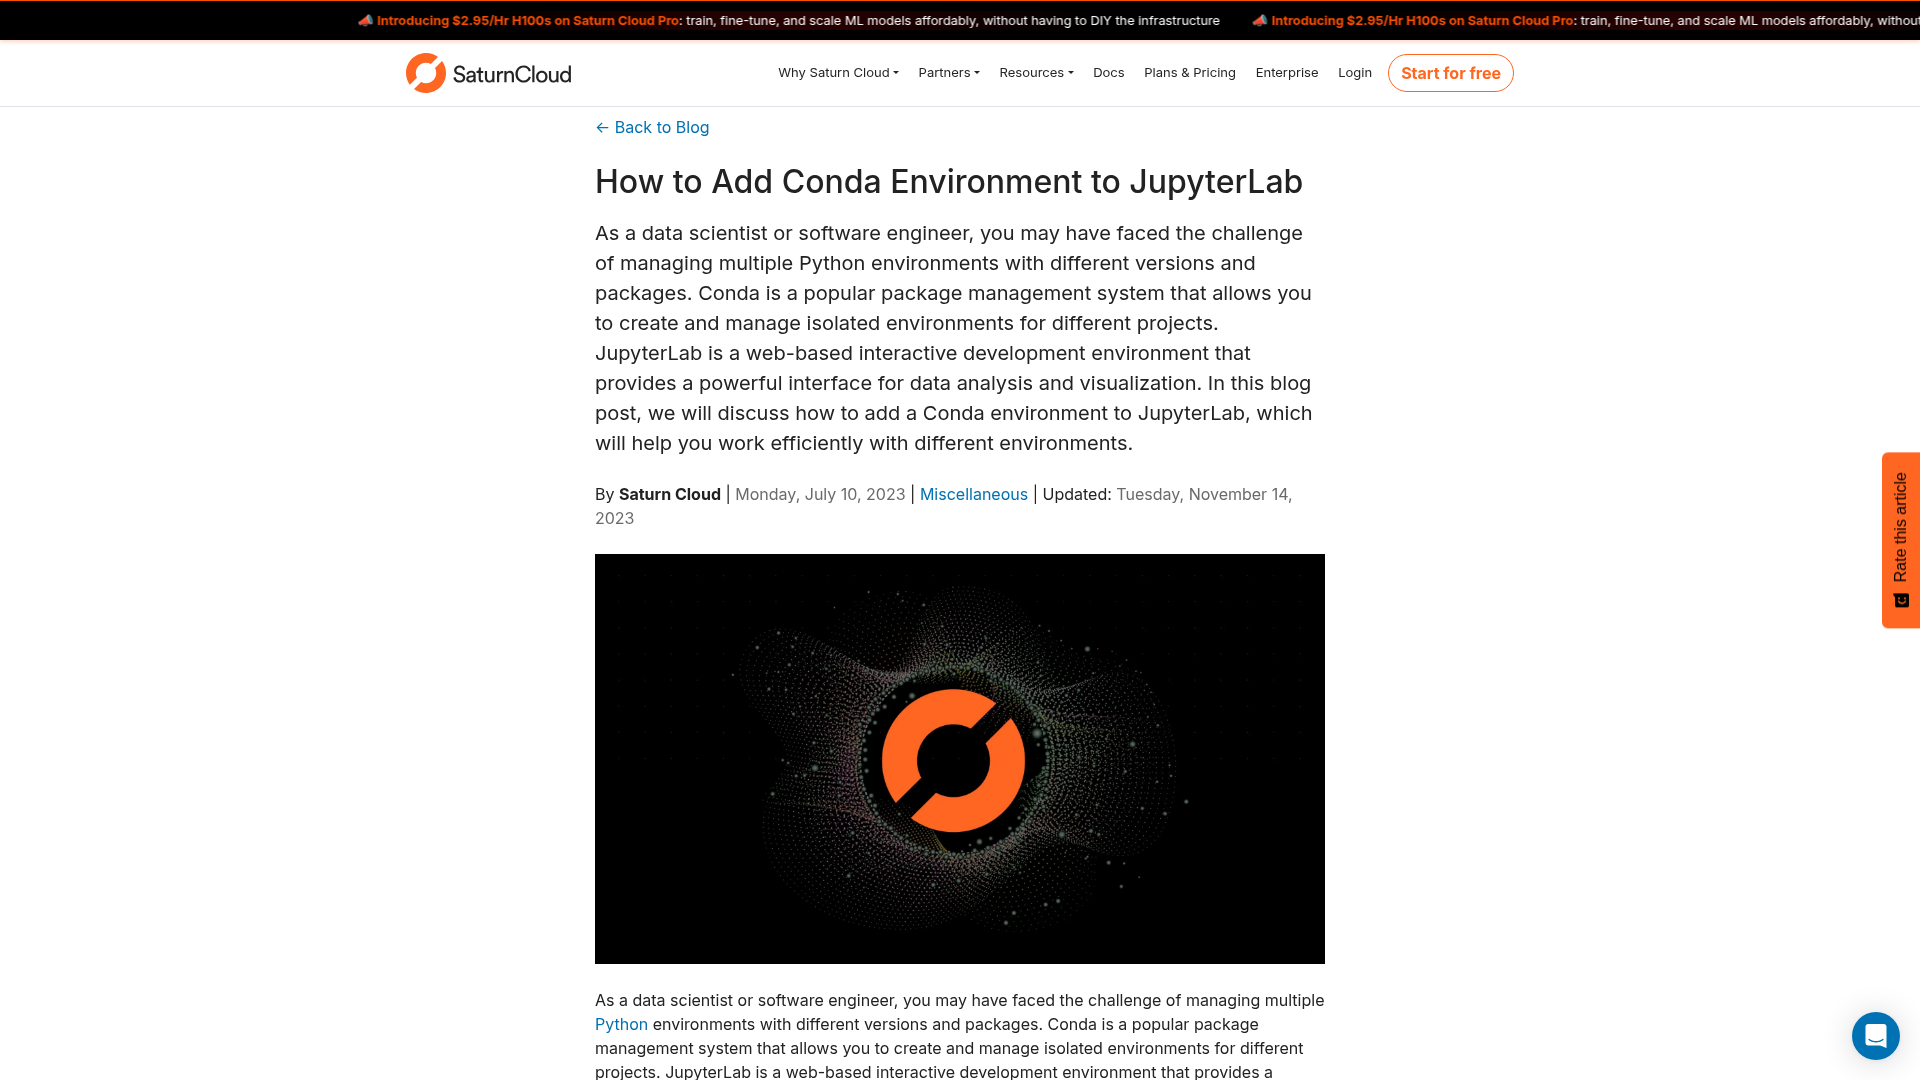 📣 Introducing $2.95/Hr H100s on Saturn Cloud Pro: train, fine-tune, and scale ML models affordably, without having to DIY the infrastructure 📣 Introducing $2.95/Hr H100s on Saturn Cloud Pro: train, fine-tune, and scale ML models affordably, without
SaturnCloud Why Saturn Cloud Partners Resources Docs Plans & Pricing Enterprise Login Start for free
← Back to Blog
How to Add Conda Environment to JupyterLab
As a data scientist or software engineer, you may have faced the challenge
of managing multiple Python environments with different versions and
packages. Conda is a popular package management system that allows you
to create and manage isolated environments for different projects.
JupyterLab is a web-based interactive development environment that
provides a powerful interface for data analysis and visualization. In this blog
post, we will discuss how to add a Conda environment to JupyterLab, which
will help you work efficiently with different environments.
By Saturn Cloud | Monday, July 10, 2023 | Miscellaneous | Updated: Tuesday, November 14,
2023
Rate this article
As a data scientist or software engineer, you may have faced the challenge of managing multiple
Python environments with different versions and packages. Conda is a popular package
management system that allows you to create and manage isolated environments for different
projects. JupyterLab is a web-based interactive development environment that provides a